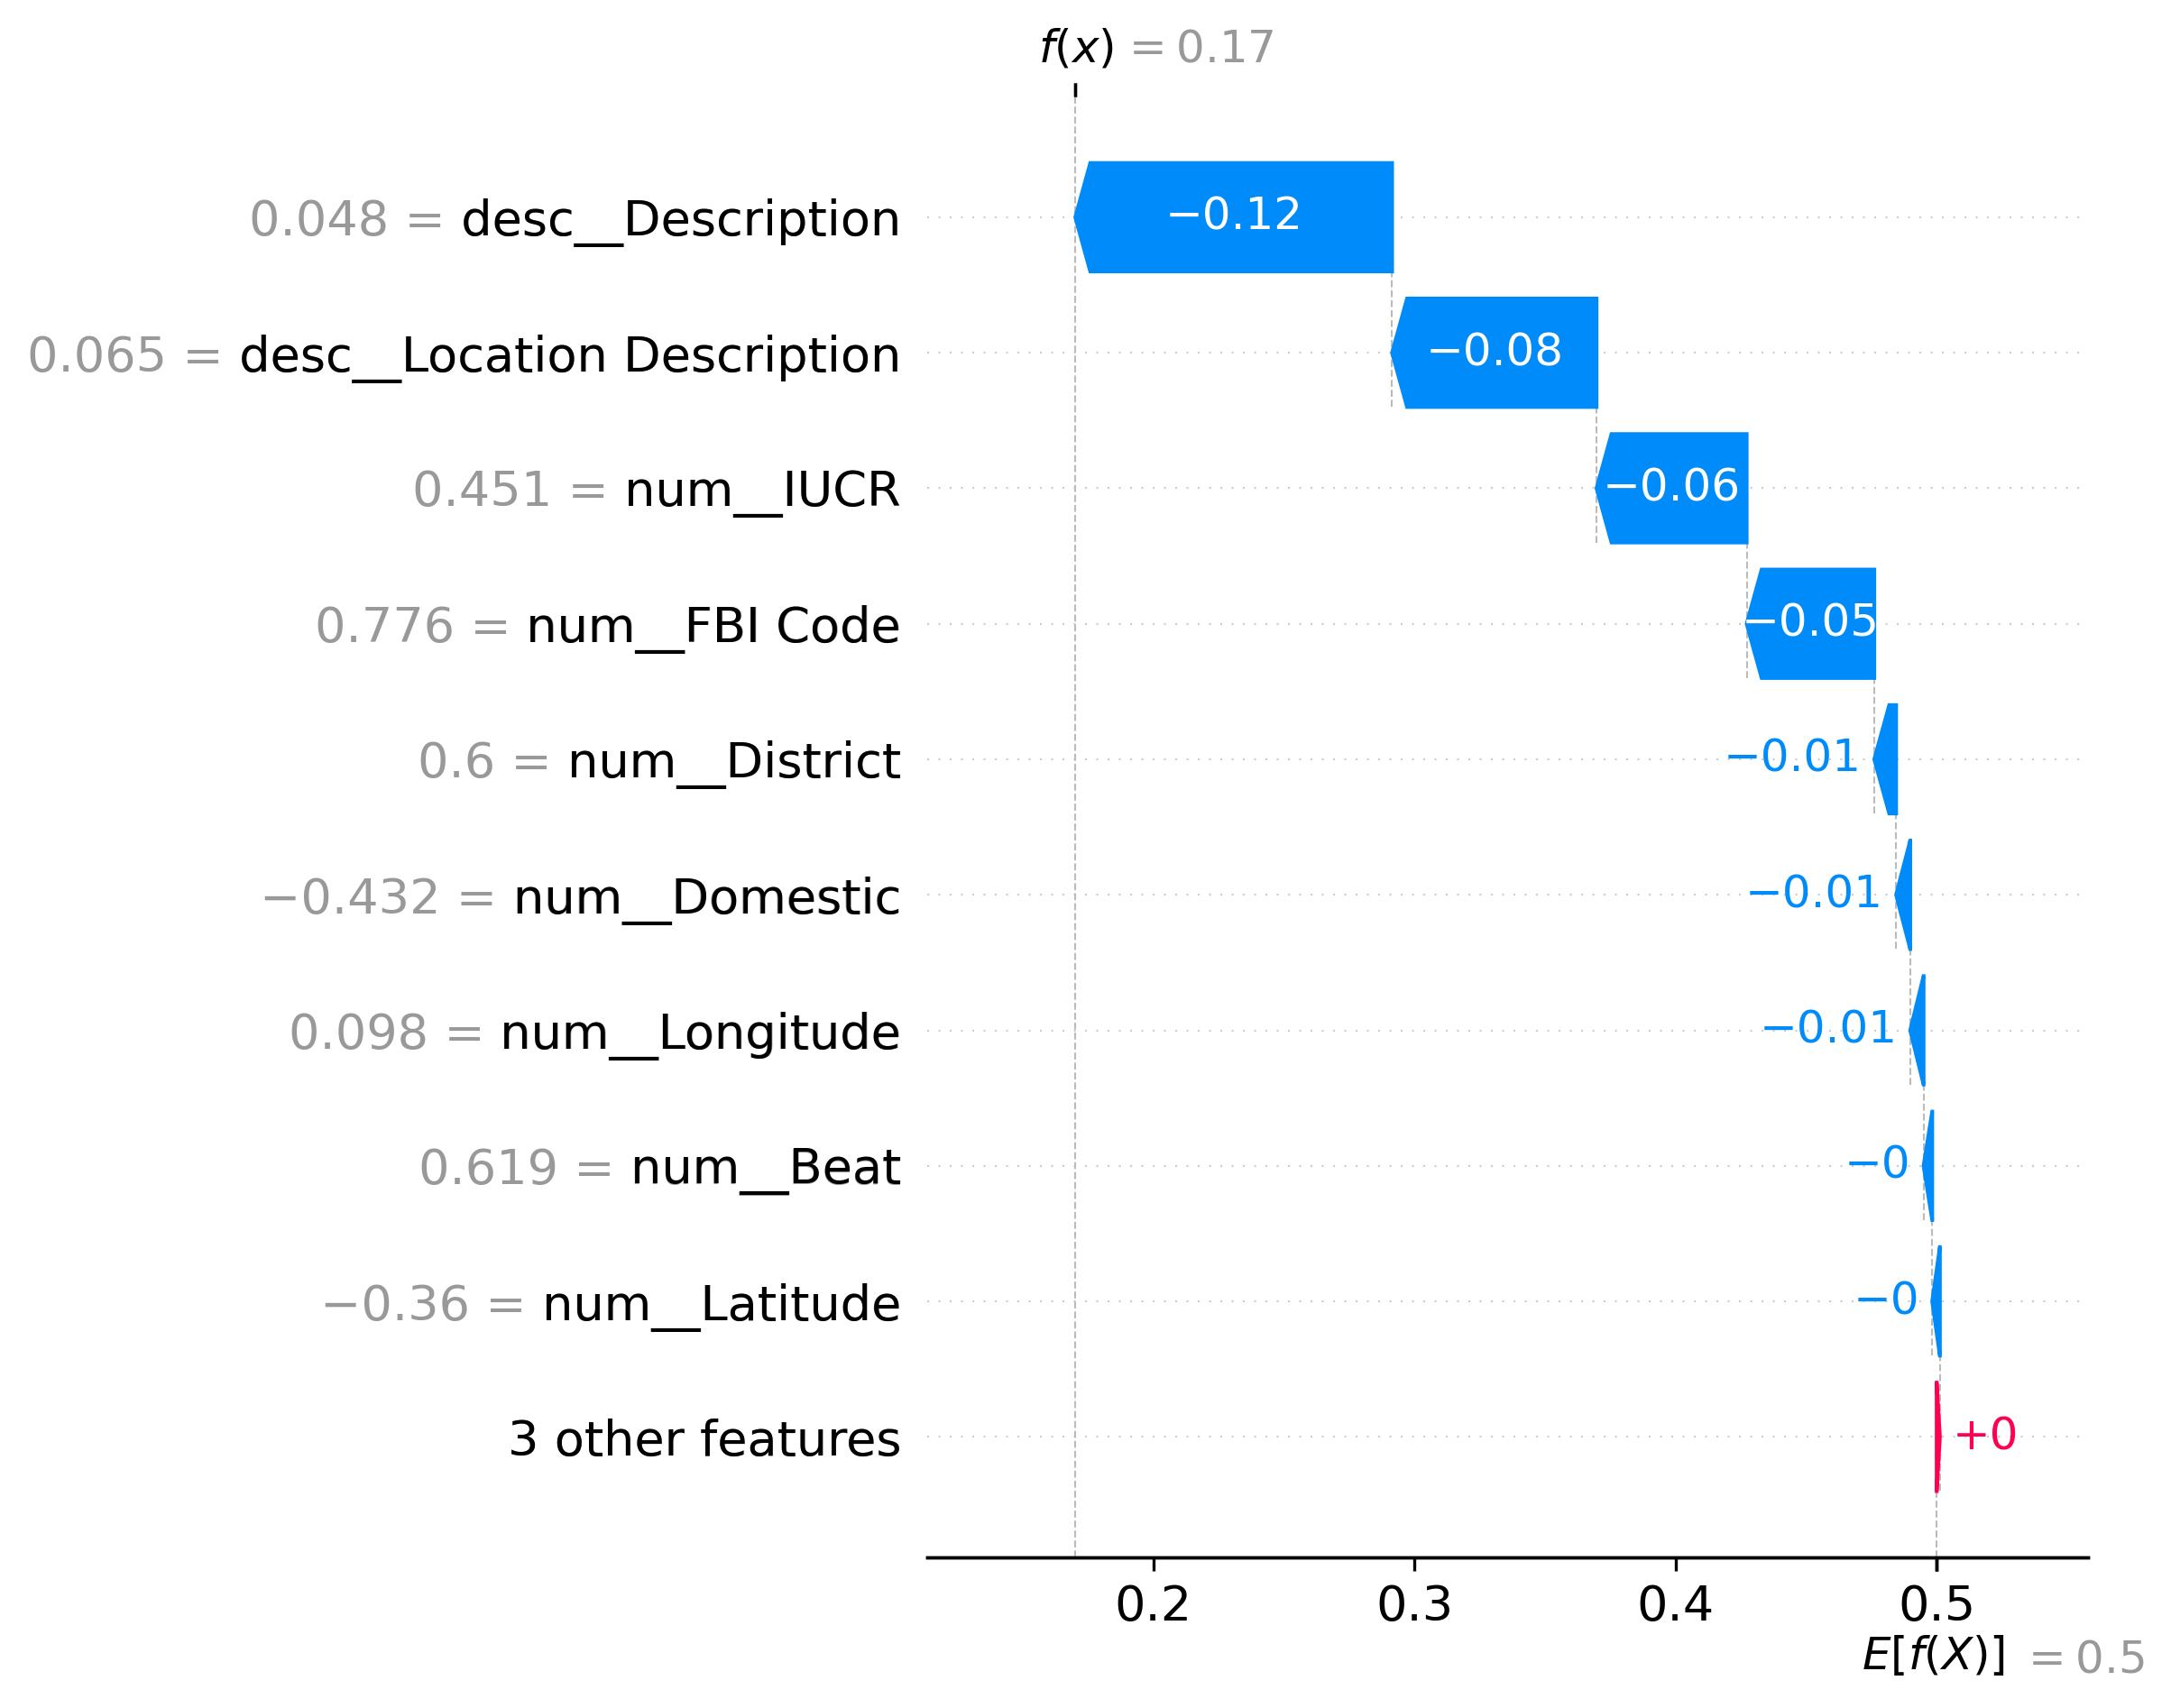 f(x) = 0.17
0.048 = desc__Description −0.12
0.065 = desc__Location Description −0.08
0.451 = num__IUCR −0.06
0.776 = num__FBI Code −0.05
0.6 = num__District −0.01
−0.432 = num__Domestic −0.01
0.098 = num__Longitude −0.01
0.619 = num__Beat −0
−0.36 = num__Latitude −0
3 other features +0
0.2 0.3 0.4 0.5
E[f(X)] = 0.5